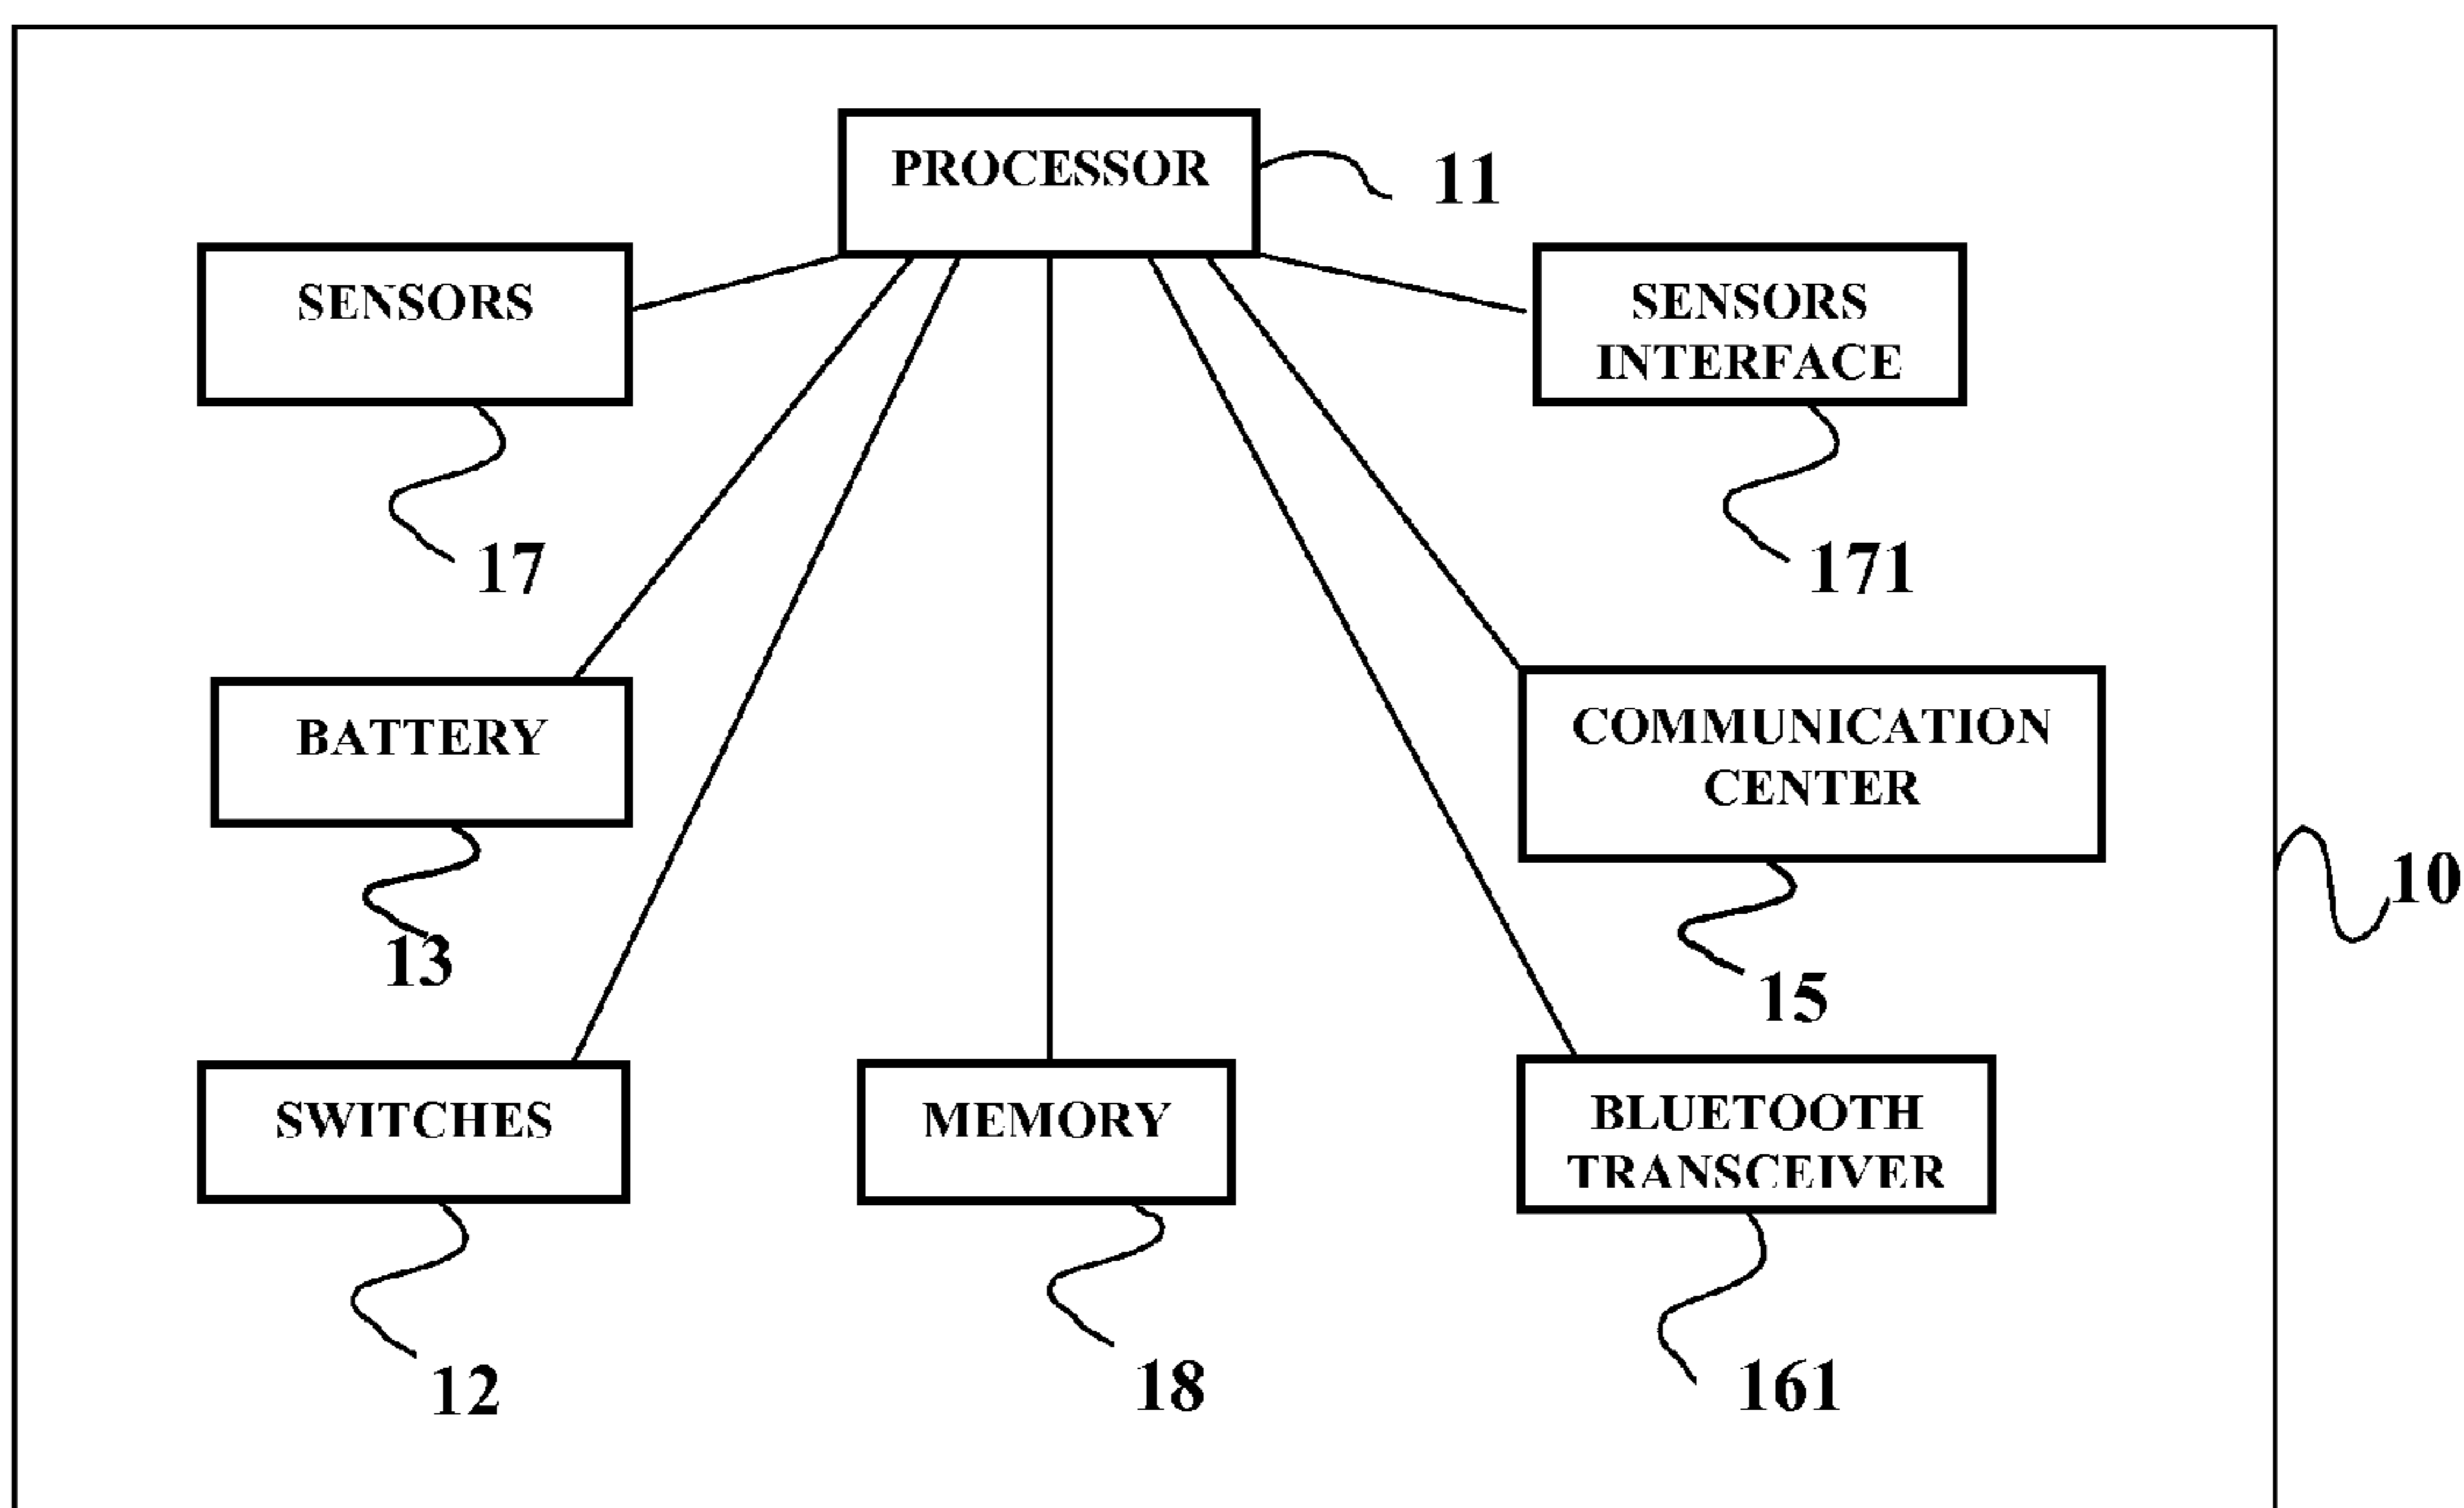 PROCESSOR
11
SENSORS
17
SENSORS
INTERFACE
171
BATTERY
13
COMMUNICATION
CENTER
15
10
SWITCHES
12
MEMORY
18
BLUETOOTH
TRANSCEIVER
161